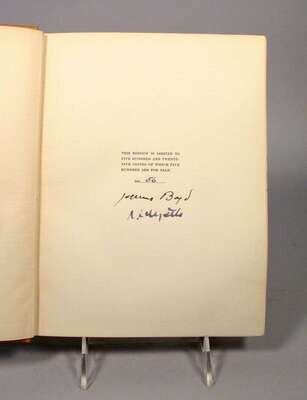 THIS EDITION IS LIMITED TO
FIVE HUNDRED AND TWENTY-
FIVE COPIES OF WHICH FIVE
HUNDRED ARE FOR SALE.
NO.
James Boyd